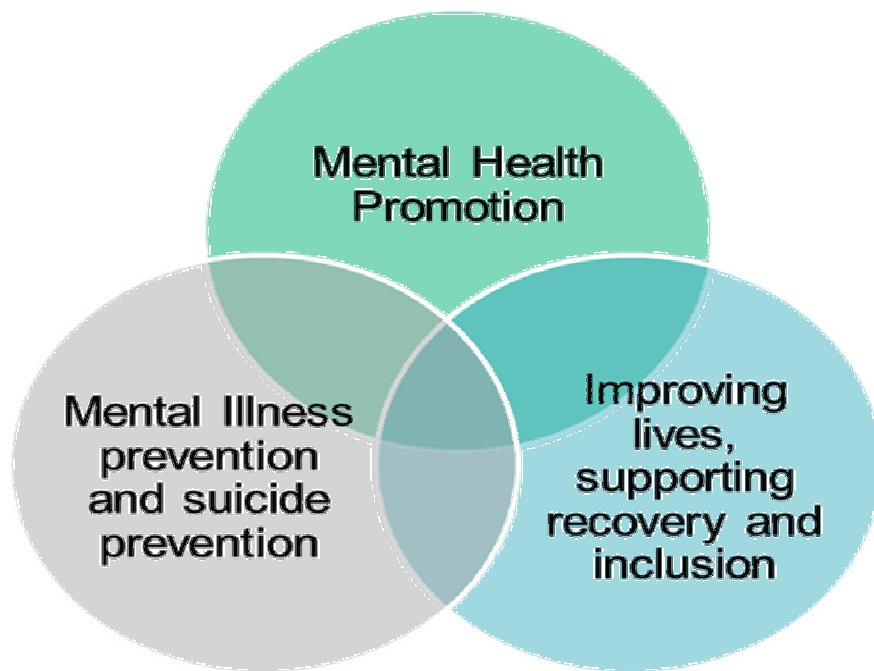 Mental Health
Promotion
Mental Illness
prevention
and suicide
prevention
Improving
lives,
supporting
recovery and
inclusion